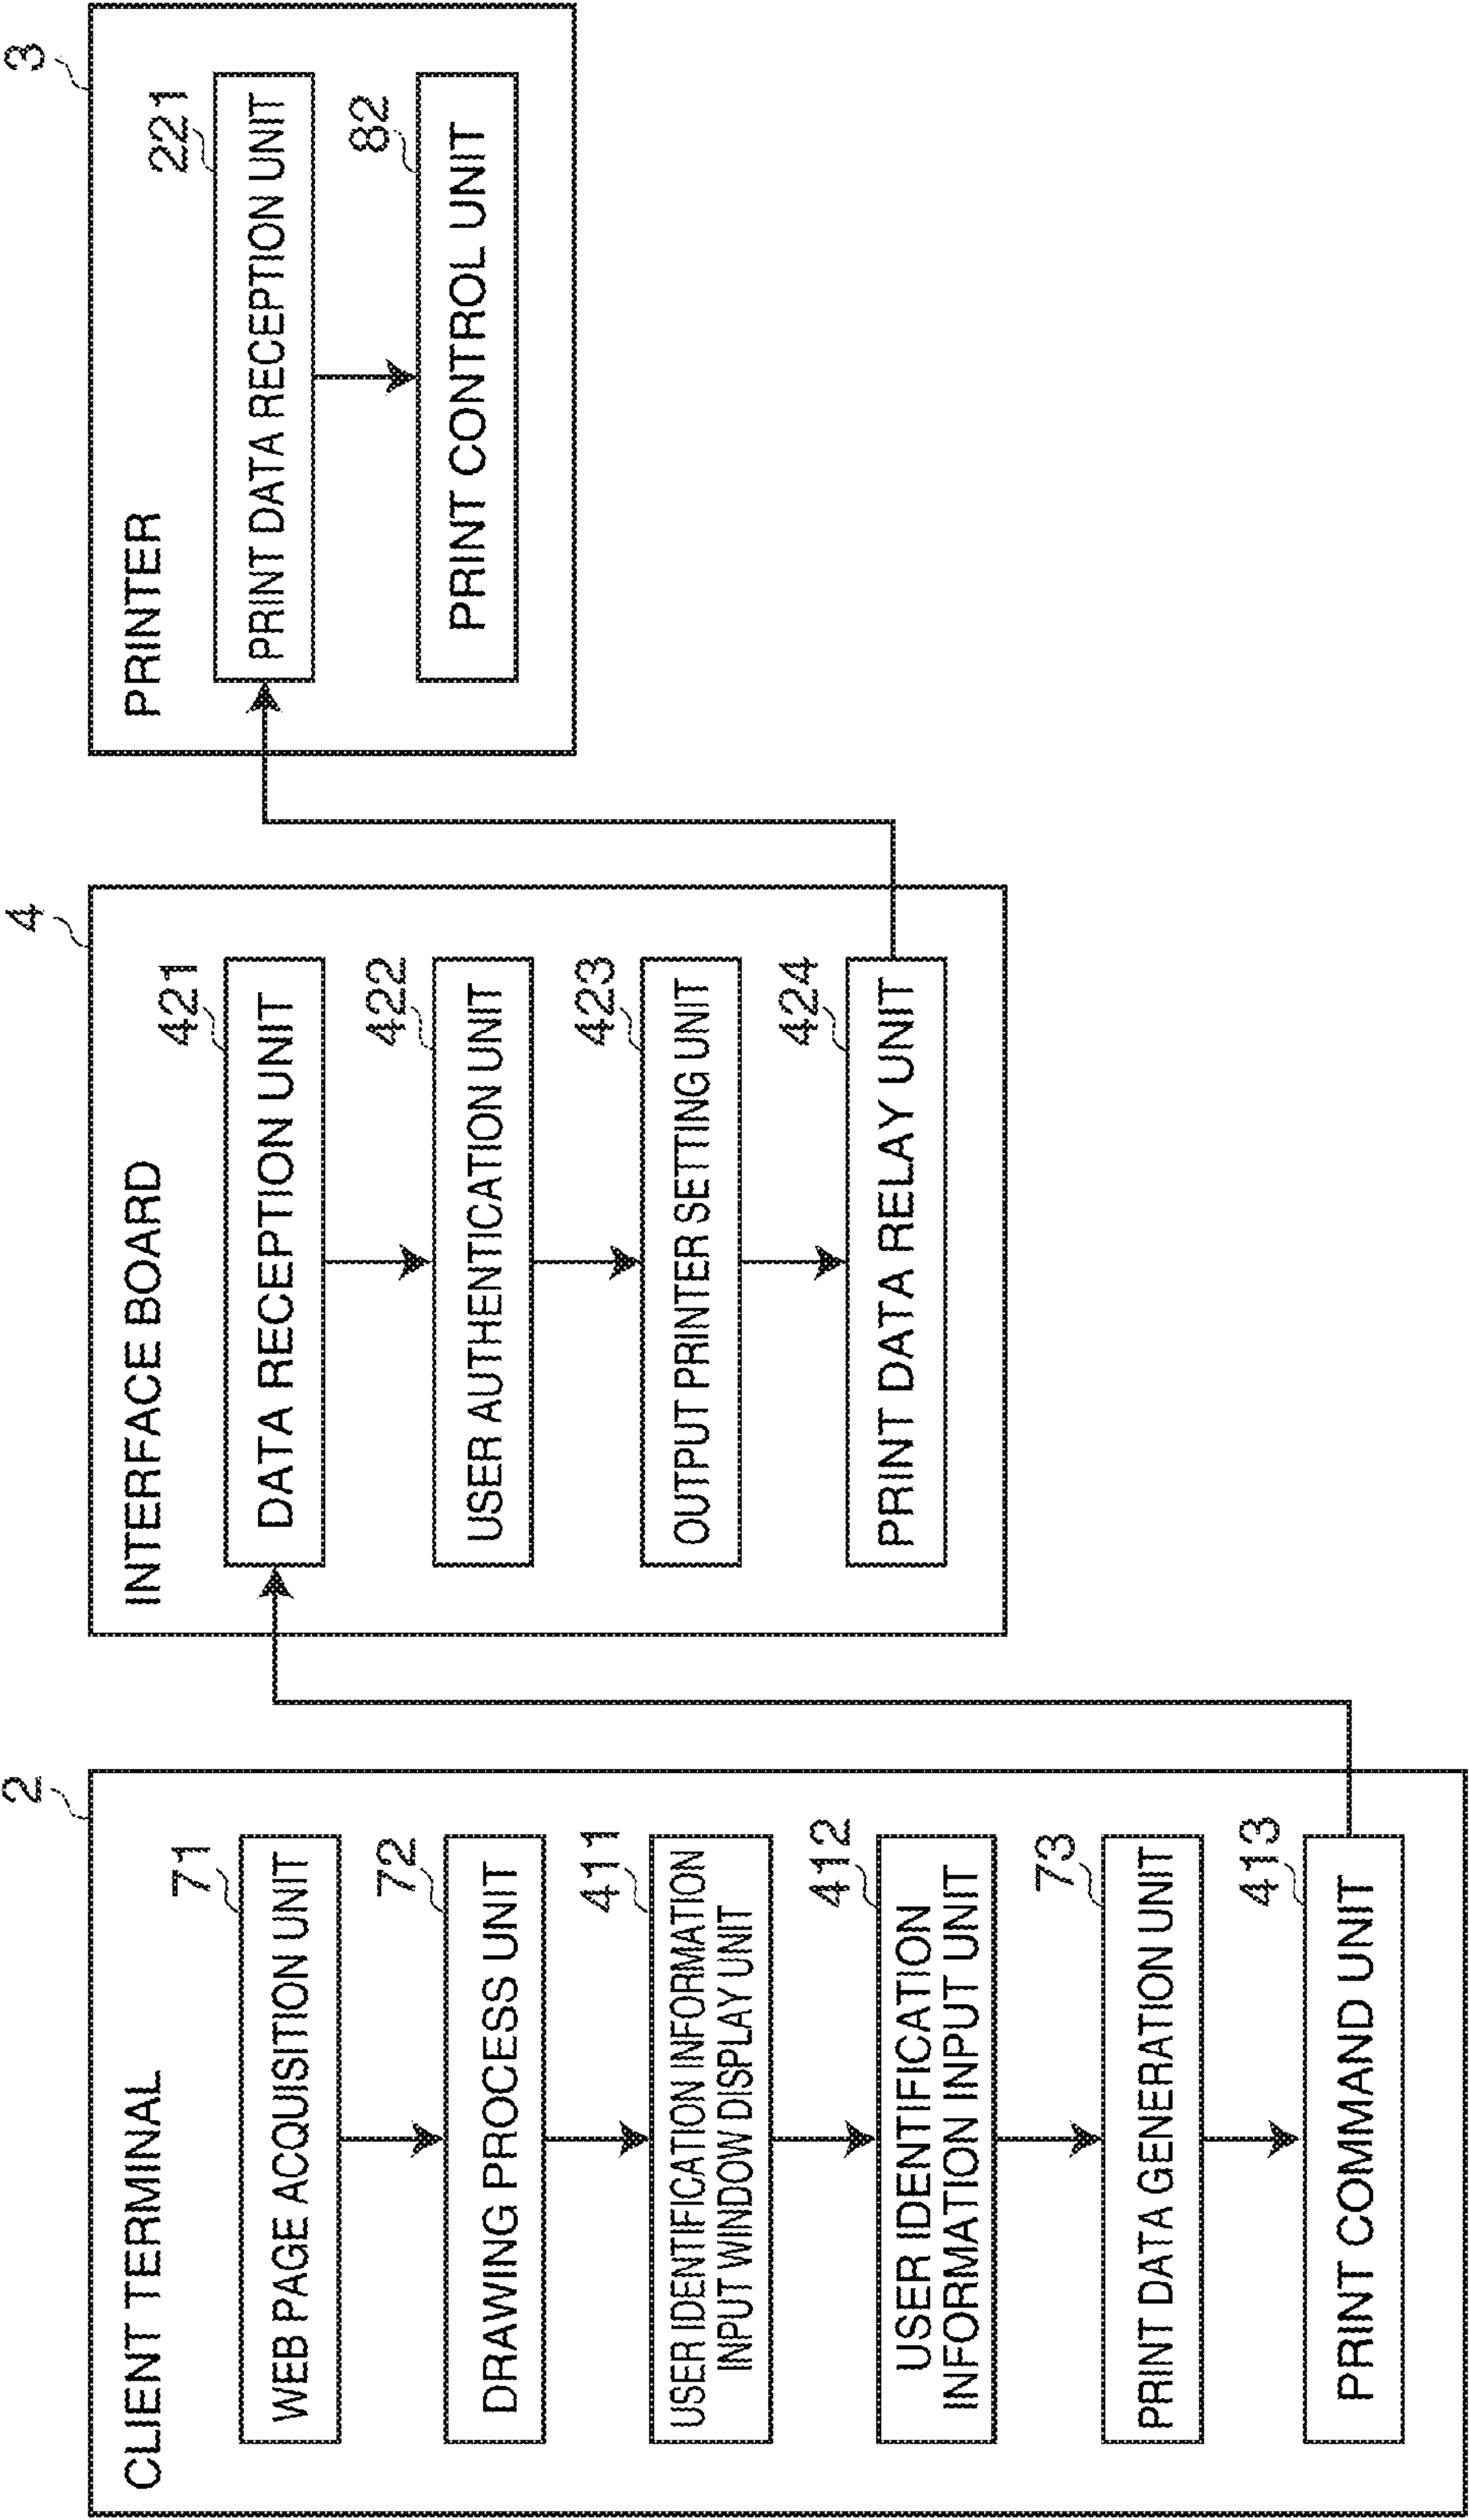 2
CLIENT TERMINAL
71
WEB PAGE ACQUISITION UNIT
72
DRAWING PROCESS UNIT
411
USER IDENTIFICATION INFORMATION
INPUT WINDOW DISPLAY UNIT
412
USER IDENTIFICATION
INFORMATION INPUT UNIT
73
PRINT DATA GENERATION UNIT
413
PRINT COMMAND UNIT
4
INTERFACE BOARD
421
DATA RECEPTION UNIT
422
USER AUTHENTICATION UNIT
423
OUTPUT PRINTER SETTING UNIT
424
PRINT DATA RELAY UNIT
3
PRINTER
221
PRINT DATA RECEPTION UNIT
82
PRINT CONTROL UNIT